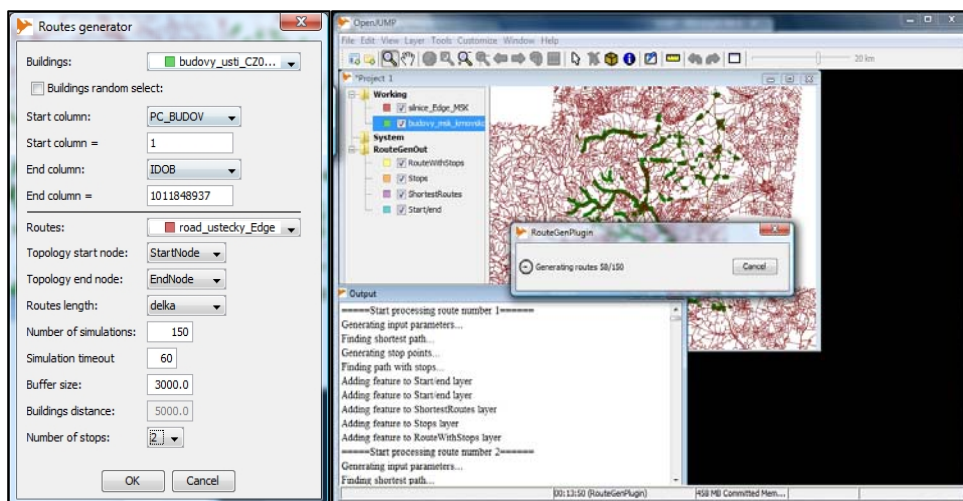 Routes generator
Buildings: budovy_usti_CZ0...
Buildings random select:
Start column: PC_BUDOV
Start column = 1
End column: IDOB
End column = 1011848937
Routes: road_ustecky_Edge
Topology start node: StartNode
Topology end node: EndNode
Routes length: delka
Number of simulations: 150
Simulation timeout 60
Buffer size: 3000.0
Buildings distance: 5000.0
Number of stops: 2
OK Cancel
OpenJUMP
File Edit View Layer Tools Customize Window Help
20 km
*Project 1
Working
silnice_Edge_MSK
budovy_msk_krnovsko
System
RouteGenOut
RouteWithStops
Stops
ShortestRoutes
Start/end
RouteGenPlugin
Generating routes 58/150
Cancel
Output
=====Start processing route number 1======
Generating input parameters...
Finding shortest path...
Generating stop points...
Finding path with stops...
Adding feature to Start/end layer
Adding feature to Start/end layer
Adding feature to ShortestRoutes layer
Adding feature to Stops layer
Adding feature to RouteWithStops layer
=====Start processing route number 2======
Generating input parameters...
Finding shortest path...
00:13:50 (RouteGenPlugin) 458 MB Committed Mem...